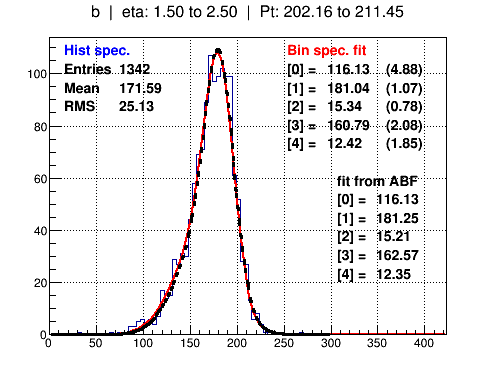 b | eta: 1.50 to 2.50 | Pt: 202.16 to 211.45
Hist spec.
Entries 1342
Mean 171.59
RMS 25.13
Bin spec. fit
[0] = 116.13 (4.88)
[1] = 181.04 (1.07)
[2] = 15.34 (0.78)
[3] = 160.79 (2.08)
[4] = 12.42 (1.85)
fit from ABF
[0] = 116.13
[1] = 181.25
[2] = 15.21
[3] = 162.57
[4] = 12.35
100
80
60
40
20
0
0 50 100 150 200 250 300 350 400